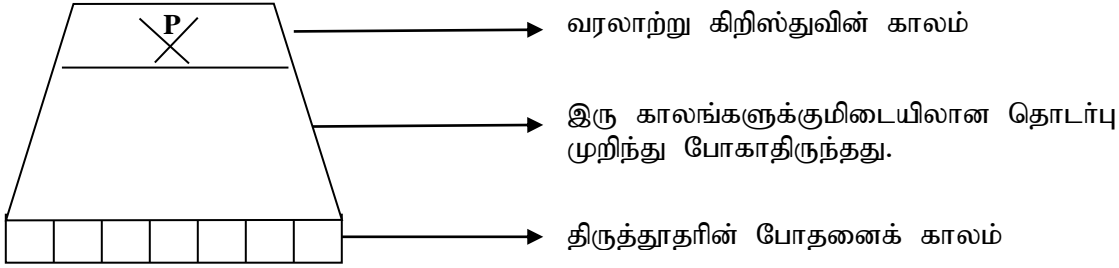 P
வரலாற்று கிறிஸ்துவின் காலம்
இரு காலங்களுக்குமிடையிலான தொடர்பு
முறிந்து போகாதிருந்தது.
திருத்தூதரின் போதனைக் காலம்